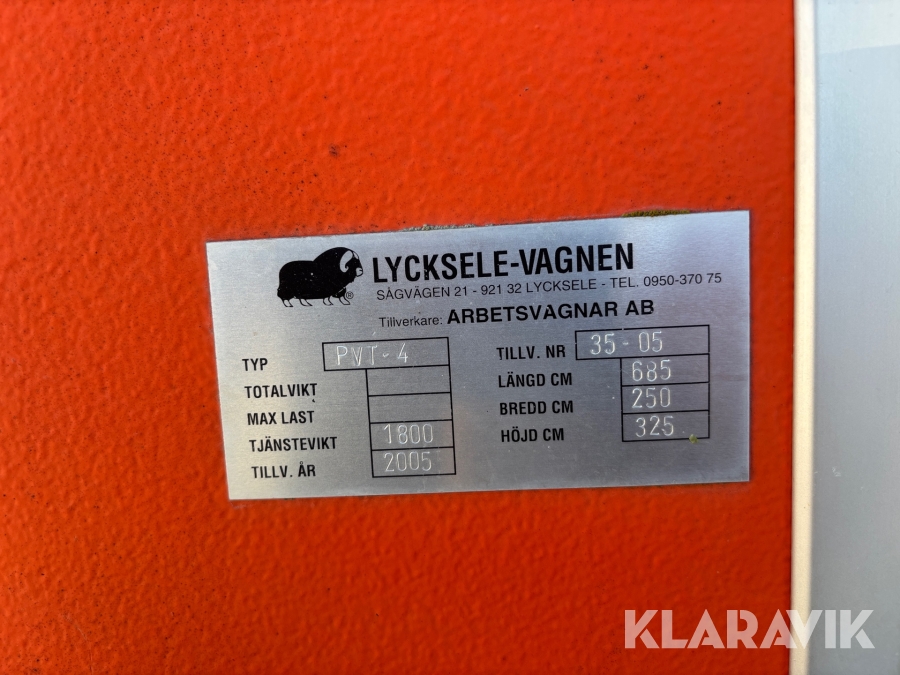 LYCKSELE-VAGNEN
SÅGVÄGEN 21 - 921 32 LYCKSELE - TEL. 0950-370 75
Tillverkare: ARBETSVAGNAR AB
TYP PVT-4
TOTALVIKT
MAX LAST
TJÄNSTEVIKT 1800
TILLV. ÅR 2005
TILLV. NR 35-05
LÄNGD CM 685
BREDD CM 250
HÖJD CM 325
KLARAVIK